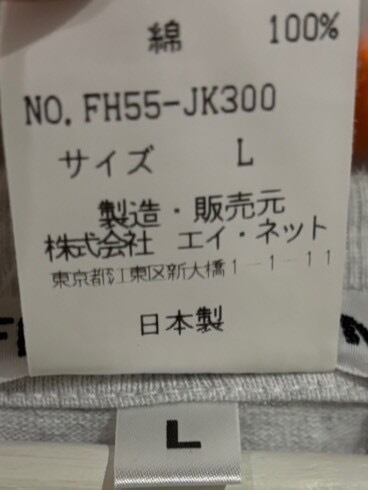 綿 100%
NO. FH55-JK300
サイズ L
製造・販売元
株式会社 エイ・ネット
東京都江東区新大橋1-1-11
日本製
L